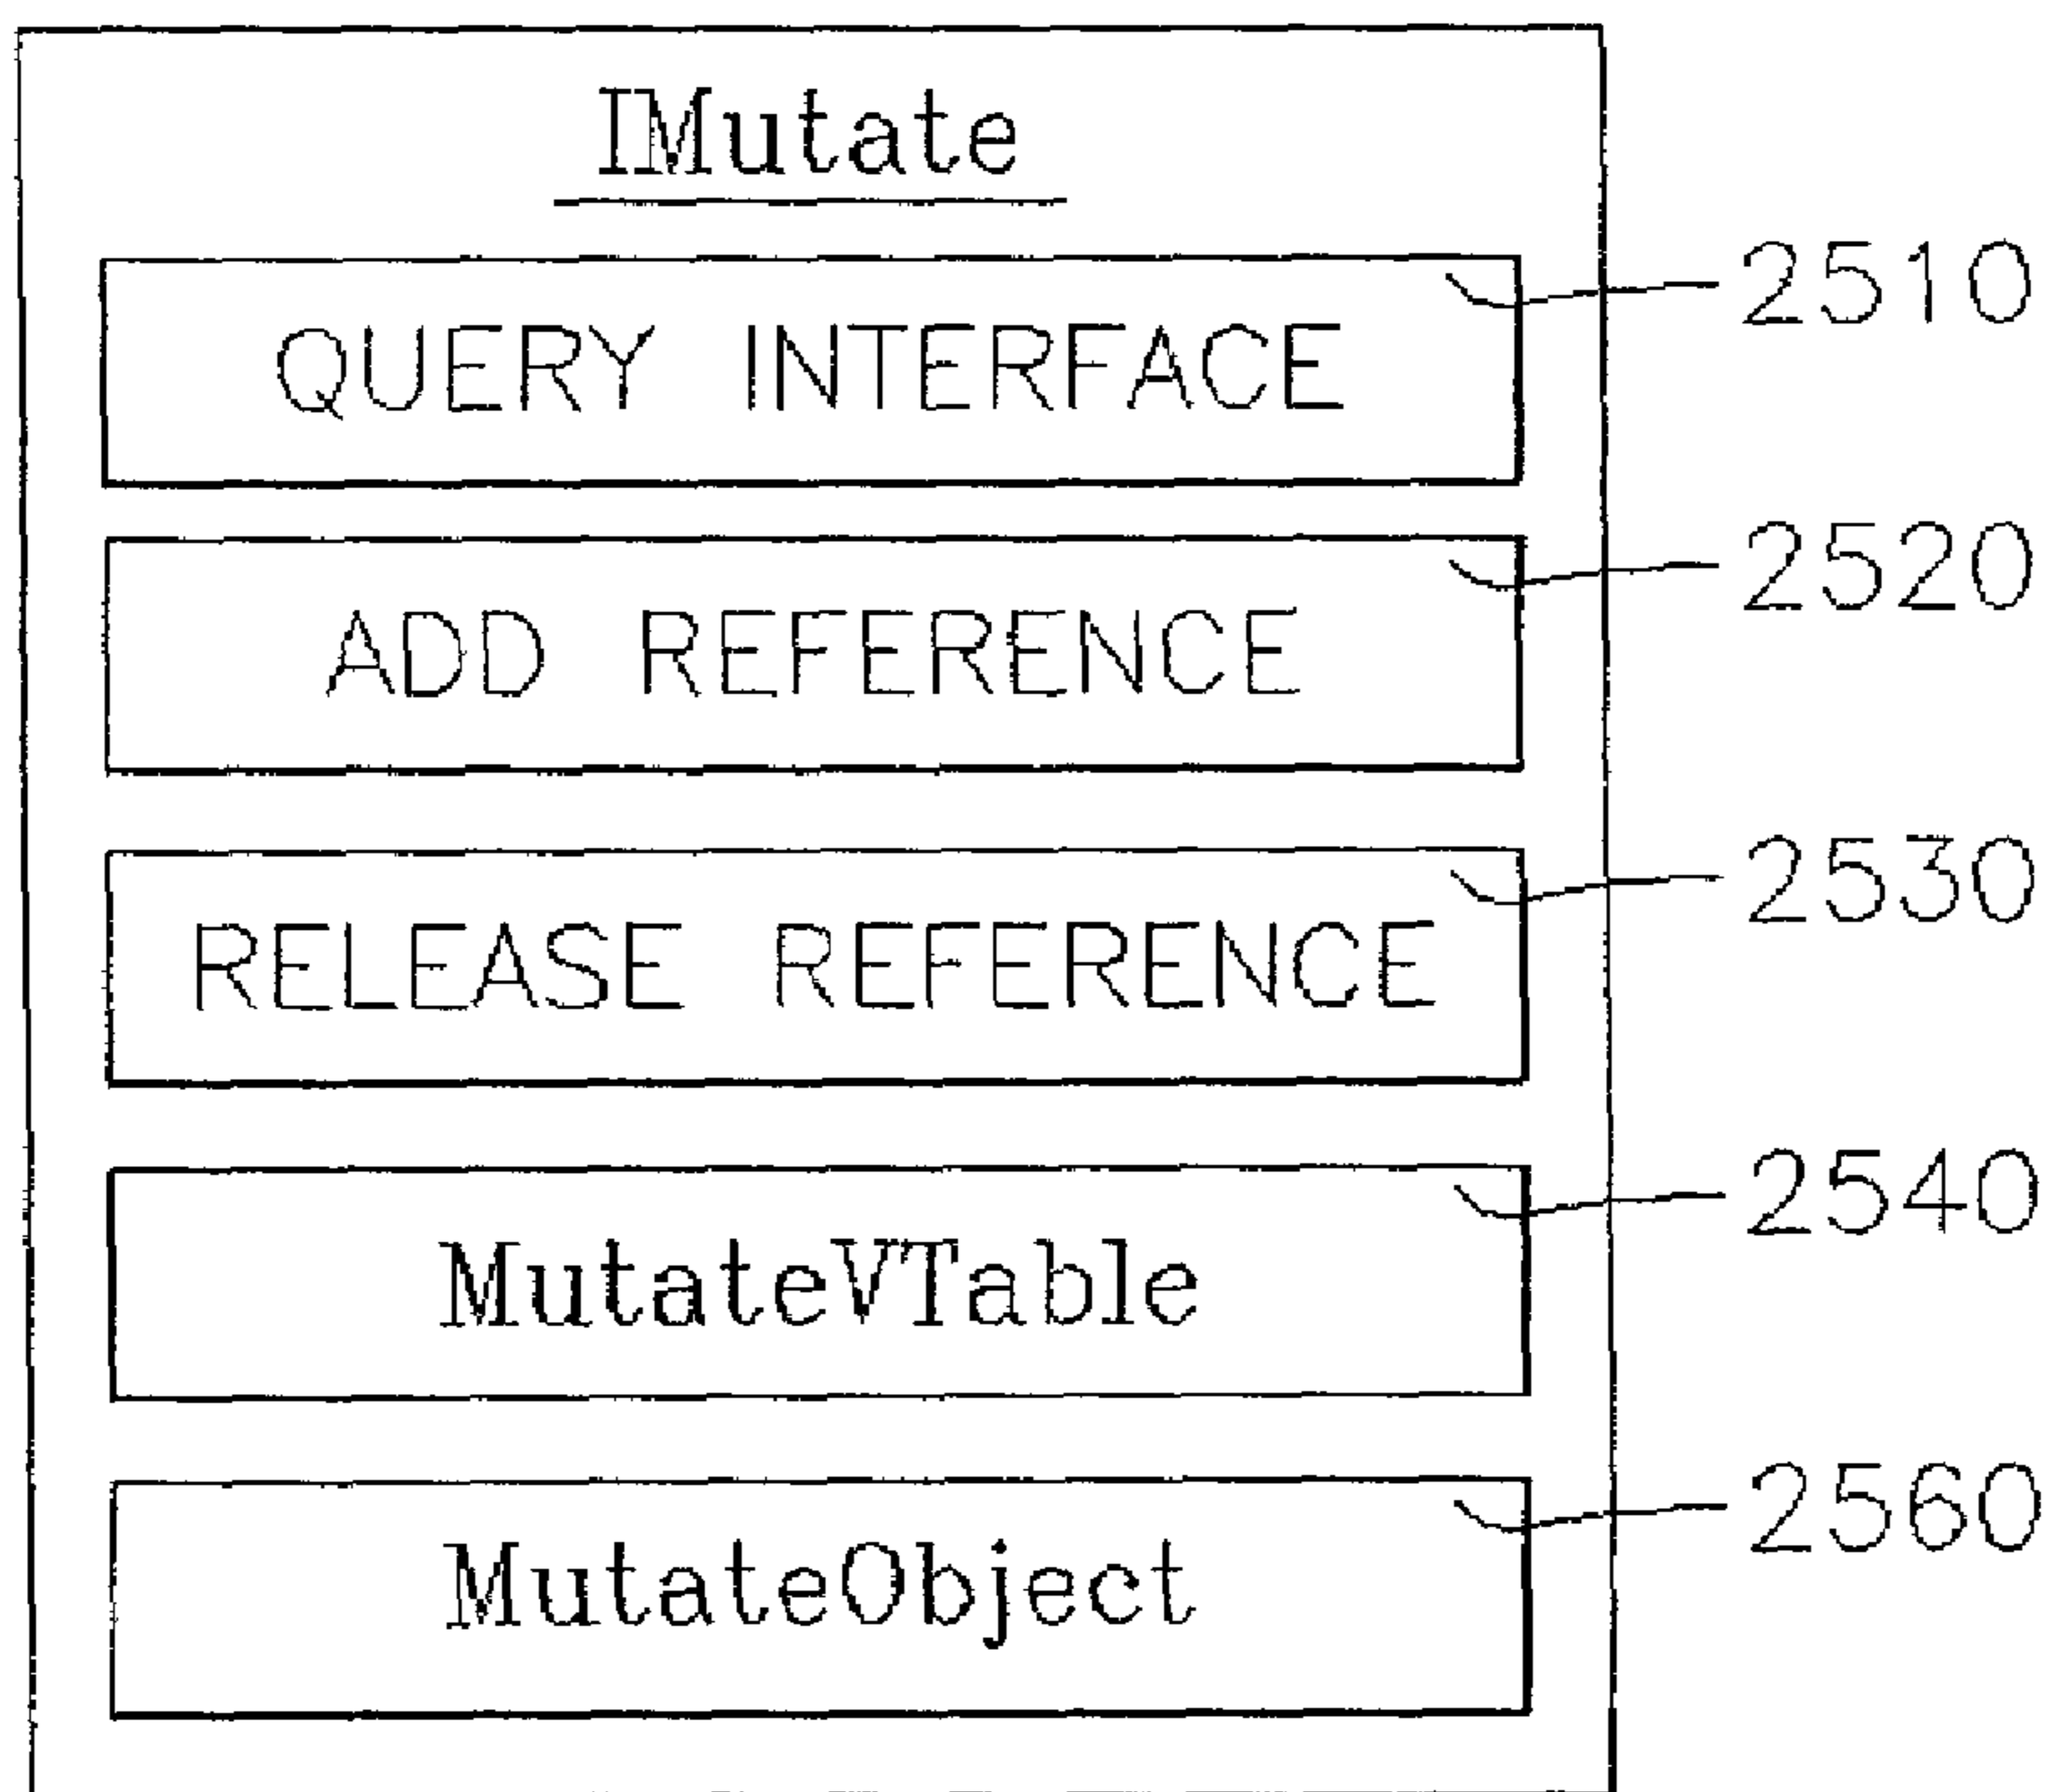 IMutate
QUERY INTERFACE 2510
ADD REFERENCE 2520
RELEASE REFERENCE 2530
MutateVTable 2540
MutateObject 2560